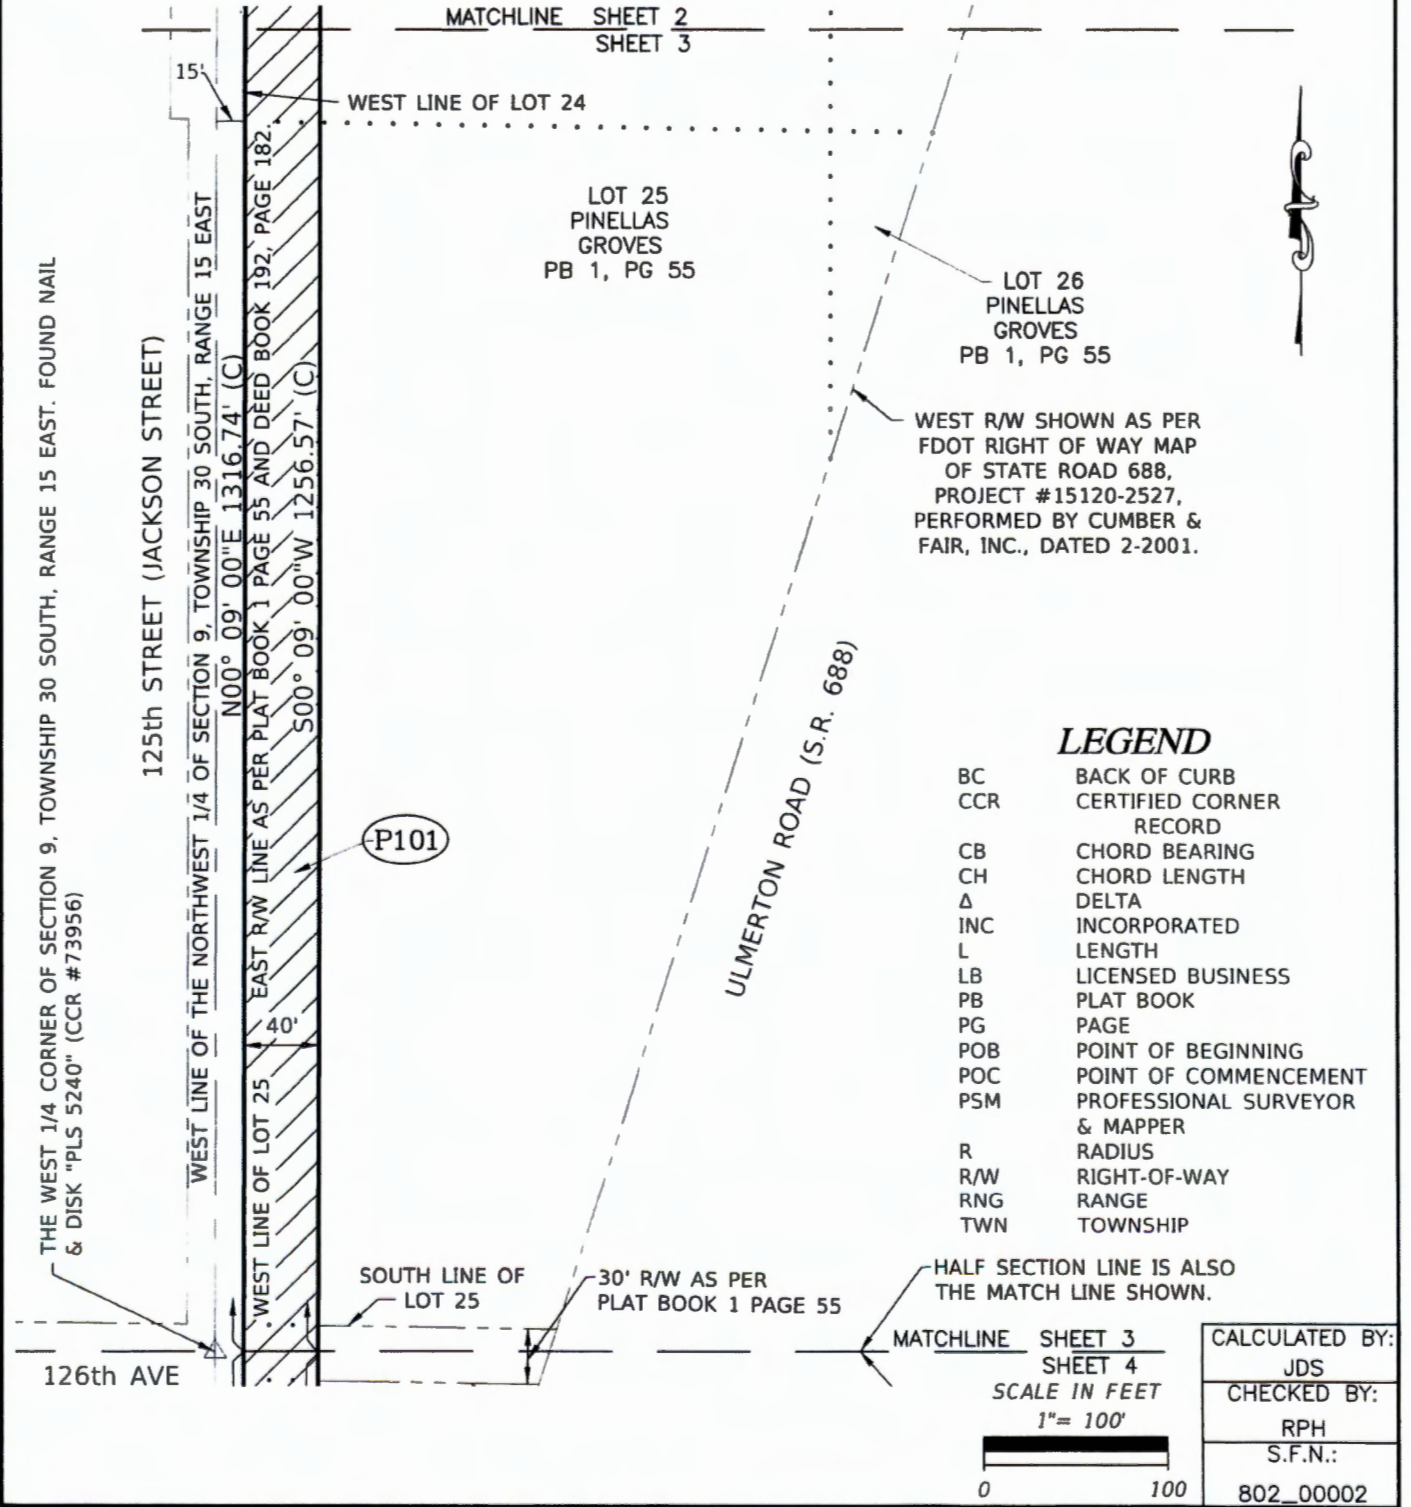 MATCHLINE SHEET 2
SHEET 3
15'
WEST LINE OF LOT 24
LOT 25
PINELLAS
GROVES
PB 1, PG 55
LOT 26
PINELLAS
GROVES
PB 1, PG 55
WEST R/W SHOWN AS PER
FDOT RIGHT OF WAY MAP
OF STATE ROAD 688,
PROJECT #15120-2527,
PERFORMED BY CUMBER &
FAIR, INC., DATED 2-2001.
THE WEST 1/4 CORNER OF SECTION 9, TOWNSHIP 30 SOUTH, RANGE 15 EAST. FOUND NAIL
& DISK "PLS 5240" (CCR #73956)
125th STREET (JACKSON STREET)
WEST LINE OF THE NORTHWEST 1/4 OF SECTION 9, TOWNSHIP 30 SOUTH, RANGE 15 EAST
N00° 09' 00"E 1316.74' (C)
EAST R/W LINE AS PER PLAT BOOK 1 PAGE 55 AND DEED BOOK 192, PAGE 182.
S00° 09' 00"W 1256.57' (C)
P101
40'
WEST LINE OF LOT 25
ULMERTON ROAD (S.R. 688)
LEGEND
BC BACK OF CURB
CCR CERTIFIED CORNER
RECORD
CB CHORD BEARING
CH CHORD LENGTH
Δ DELTA
INC INCORPORATED
L LENGTH
LB LICENSED BUSINESS
PB PLAT BOOK
PG PAGE
POB POINT OF BEGINNING
POC POINT OF COMMENCEMENT
PSM PROFESSIONAL SURVEYOR
& MAPPER
R RADIUS
R/W RIGHT-OF-WAY
RNG RANGE
TWN TOWNSHIP
SOUTH LINE OF
LOT 25
30' R/W AS PER
PLAT BOOK 1 PAGE 55
HALF SECTION LINE IS ALSO
THE MATCH LINE SHOWN.
126th AVE
MATCHLINE SHEET 3
SHEET 4
SCALE IN FEET
1"= 100'
0 100
CALCULATED BY:
JDS
CHECKED BY:
RPH
S.F.N.:
802_00002